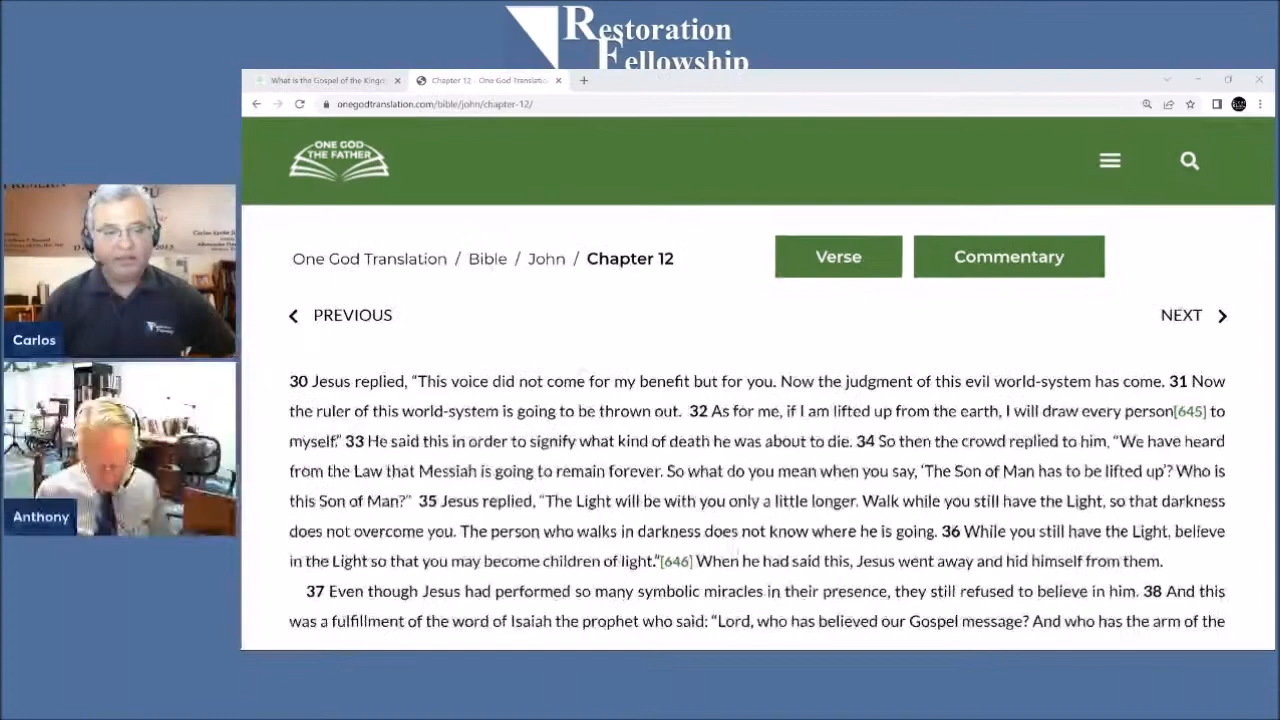 Restoration
Fellowship
What is the Gospel of the Kingd
Chapter 12 - One God Translatio
onegodtranslation.com/bible/john/chapter-12/
ONE GOD
THE FATHER
One God Translation / Bible / John / Chapter 12
Verse
Commentary
PREVIOUS
NEXT
30 Jesus replied, “This voice did not come for my benefit but for you. Now the judgment of this evil world-system has come. 31 Now
the ruler of this world-system is going to be thrown out. 32 As for me, if I am lifted up from the earth, I will draw every person[645] to
myself.” 33 He said this in order to signify what kind of death he was about to die. 34 So then the crowd replied to him, “We have heard
from the Law that Messiah is going to remain forever. So what do you mean when you say, ‘The Son of Man has to be lifted up’? Who is
this Son of Man?” 35 Jesus replied, “The Light will be with you only a little longer. Walk while you still have the Light, so that darkness
does not overcome you. The person who walks in darkness does not know where he is going. 36 While you still have the Light, believe
in the Light so that you may become children of light.”[646] When he had said this, Jesus went away and hid himself from them.
37 Even though Jesus had performed so many symbolic miracles in their presence, they still refused to believe in him. 38 And this
was a fulfillment of the word of Isaiah the prophet who said: “Lord, who has believed our Gospel message? And who has the arm of the
Carlos
Anthony